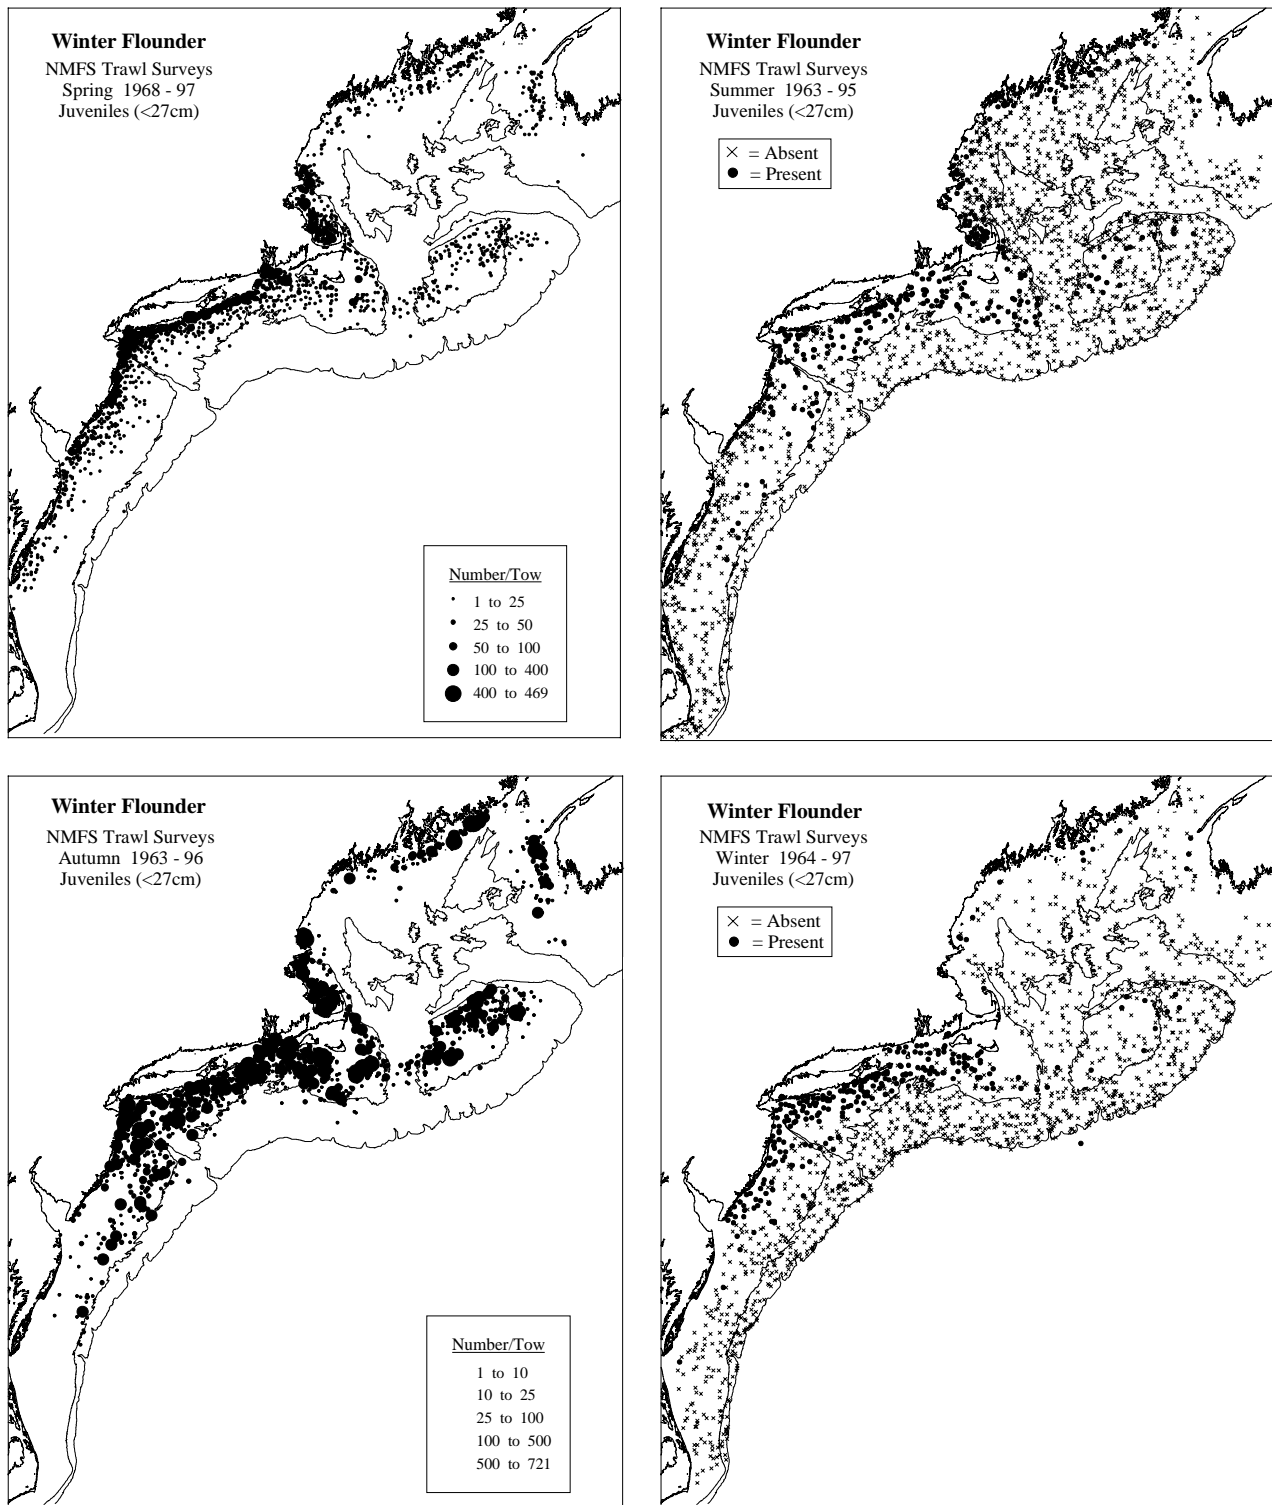 Winter Flounder
NMFS Trawl Surveys
Spring 1968 - 97
Juveniles (<27cm)
Number/Tow
1 to 25
25 to 50
50 to 100
100 to 400
400 to 469
Winter Flounder
NMFS Trawl Surveys
Summer 1963 - 95
Juveniles (<27cm)
× = Absent
● = Present
Winter Flounder
NMFS Trawl Surveys
Autumn 1963 - 96
Juveniles (<27cm)
Number/Tow
1 to 10
10 to 25
25 to 100
100 to 500
500 to 721
Winter Flounder
NMFS Trawl Surveys
Winter 1964 - 97
Juveniles (<27cm)
× = Absent
● = Present